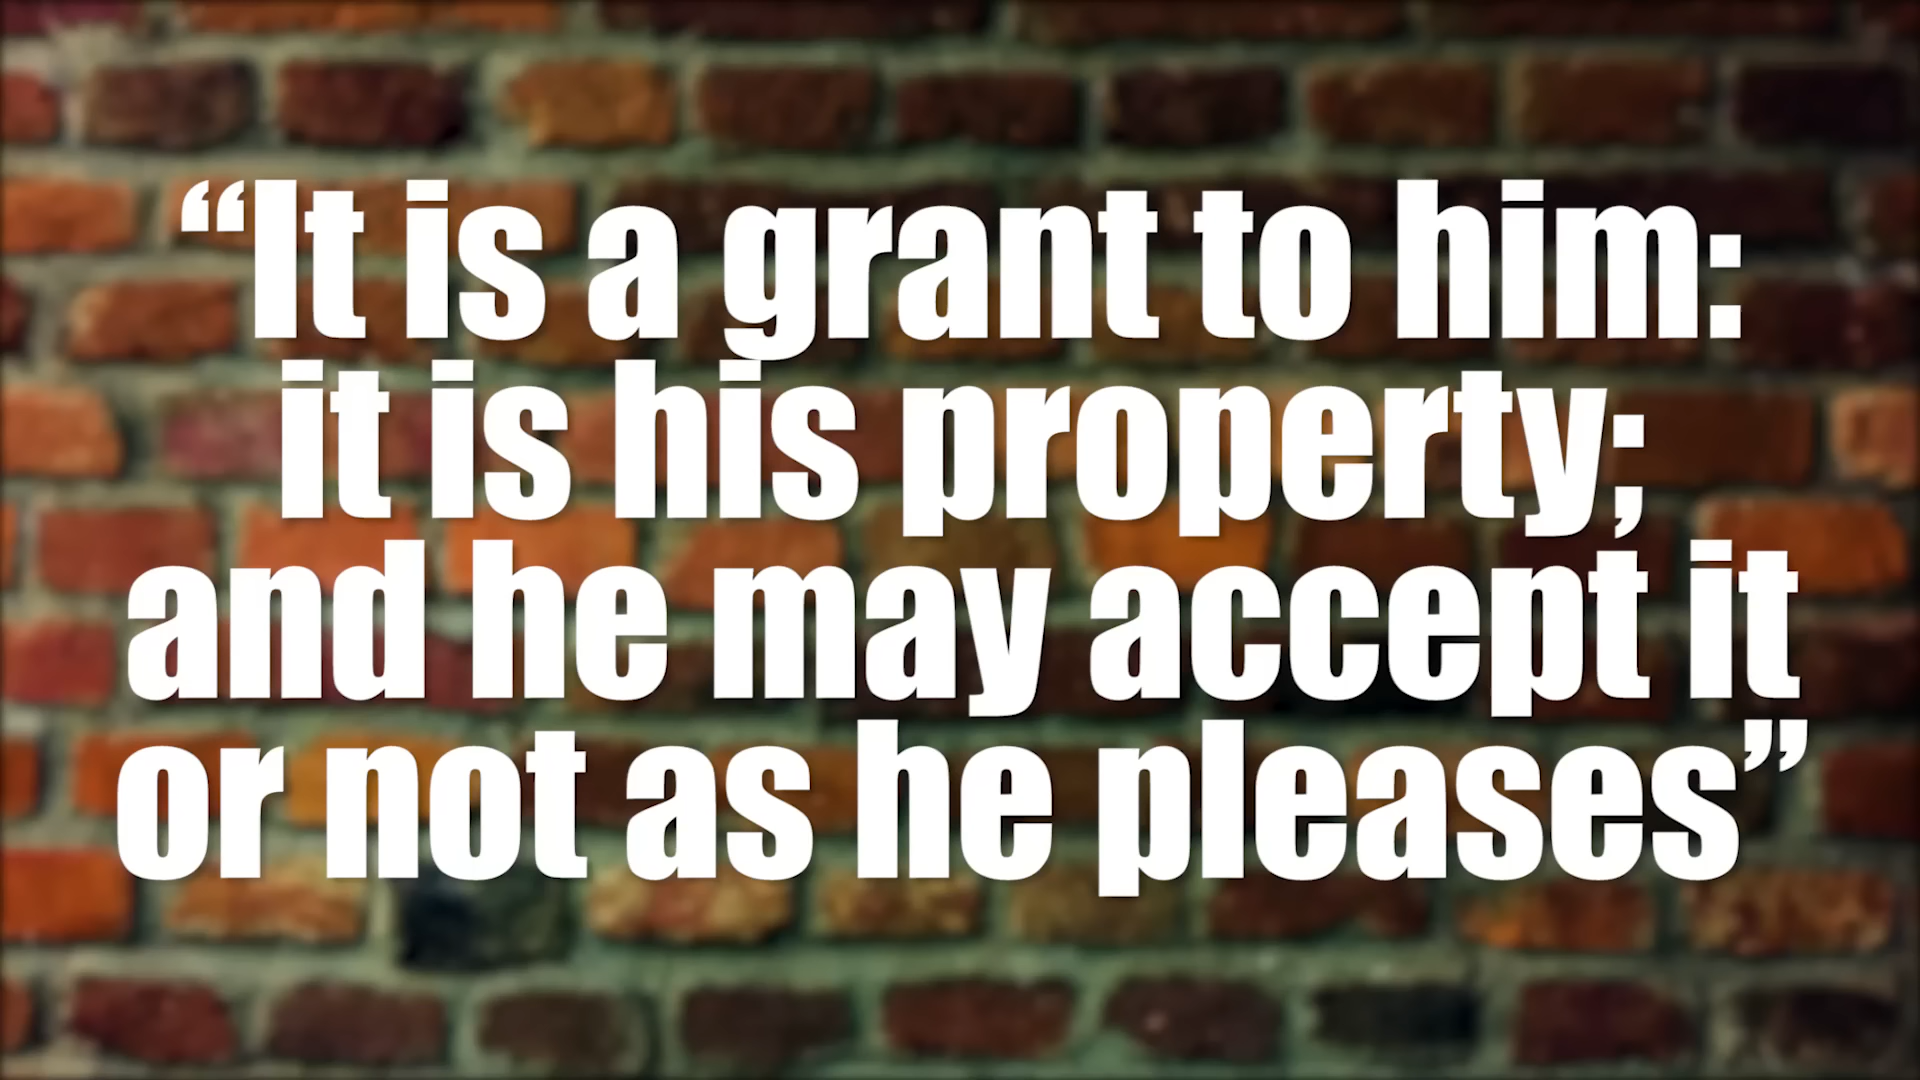 “It is a grant to him:
it is his property;
and he may accept it
or not as he pleases”